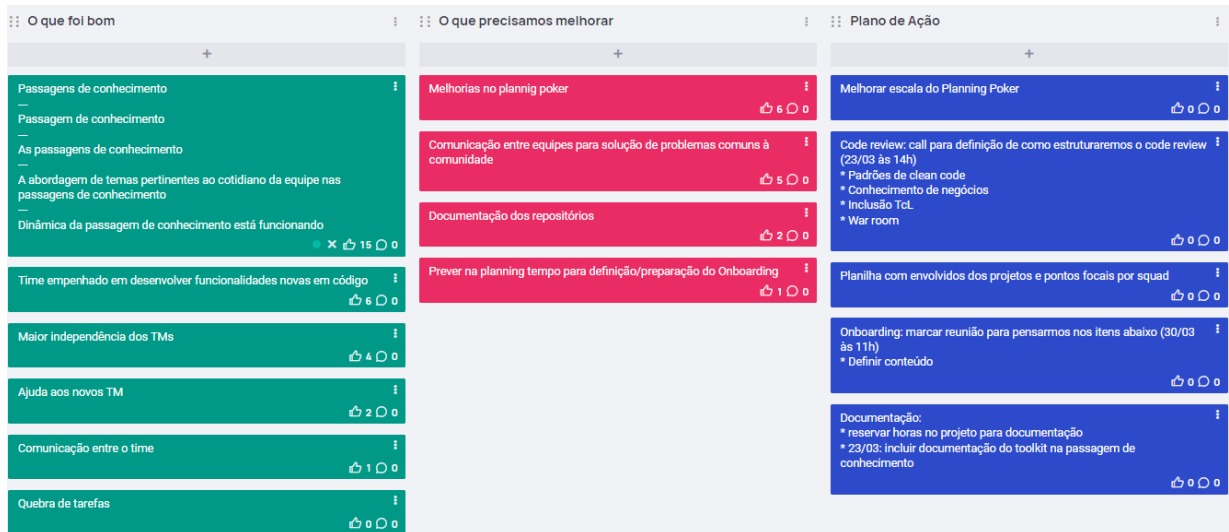 O que foi bom
+
Passagens de conhecimento
—
Passagem de conhecimento
—
As passagens de conhecimento
—
A abordagem de temas pertinentes ao cotidiano da equipe nas
passagens de conhecimento
—
Dinâmica da passagem de conhecimento está funcionando
15 0
Time empenhado em desenvolver funcionalidades novas em código
6 0
Maior independência dos TMs
4 0
Ajuda aos novos TM
2 0
Comunicação entre o time
1 0
Quebra de tarefas
0 0
O que precisamos melhorar
+
Melhorias no plannig poker
6 0
Comunicação entre equipes para solução de problemas comuns à
comunidade
5 0
Documentação dos repositórios
2 0
Prever na planning tempo para definição/preparação do Onboarding
1 0
Plano de Ação
+
Melhorar escala do Planning Poker
0 0
Code review: call para definição de como estruturaremos o code review
(23/03 às 14h)
* Padrões de clean code
* Conhecimento de negócios
* Inclusão TcL
* War room
0 0
Planilha com envolvidos dos projetos e pontos focais por squad
0 0
Onboarding: marcar reunião para pensarmos nos itens abaixo (30/03
às 11h)
* Definir conteúdo
0 0
Documentação:
* reservar horas no projeto para documentação
* 23/03: incluir documentação do toolkit na passagem de
conhecimento
0 0